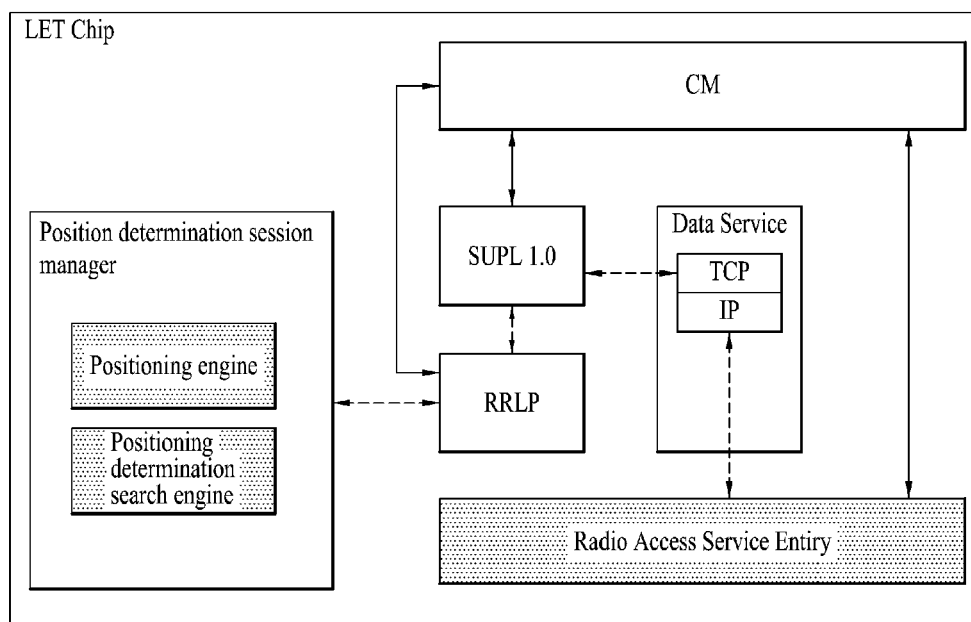 LET Chip
CM
Position determination session
manager
SUPL 1.0
Data Service
TCP
IP
Positioning engine
RRLP
Positioning
determination
search engine
Radio Access Service Entiry